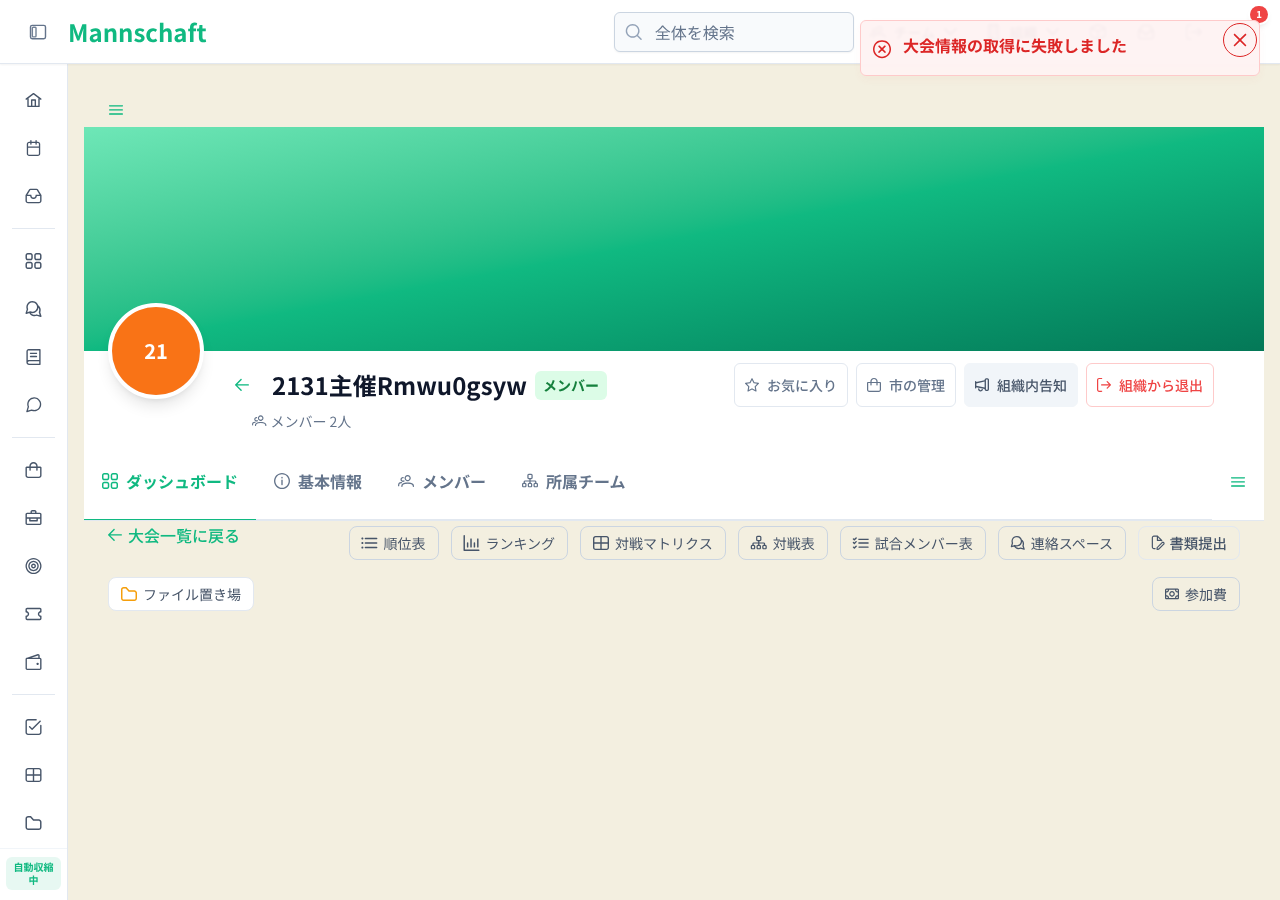 Mannschaft
全体を検索
1
大会情報の取得に失敗しました
21
2131主催Rmwu0gsyw
メンバー
お気に入り
市の管理
組織内告知
組織から退出
メンバー 2人
ダッシュボード
基本情報
メンバー
所属チーム
大会一覧に戻る
順位表
ランキング
対戦マトリクス
対戦表
試合メンバー表
連絡スペース
書類提出
ファイル置き場
参加費
自動収縮
中